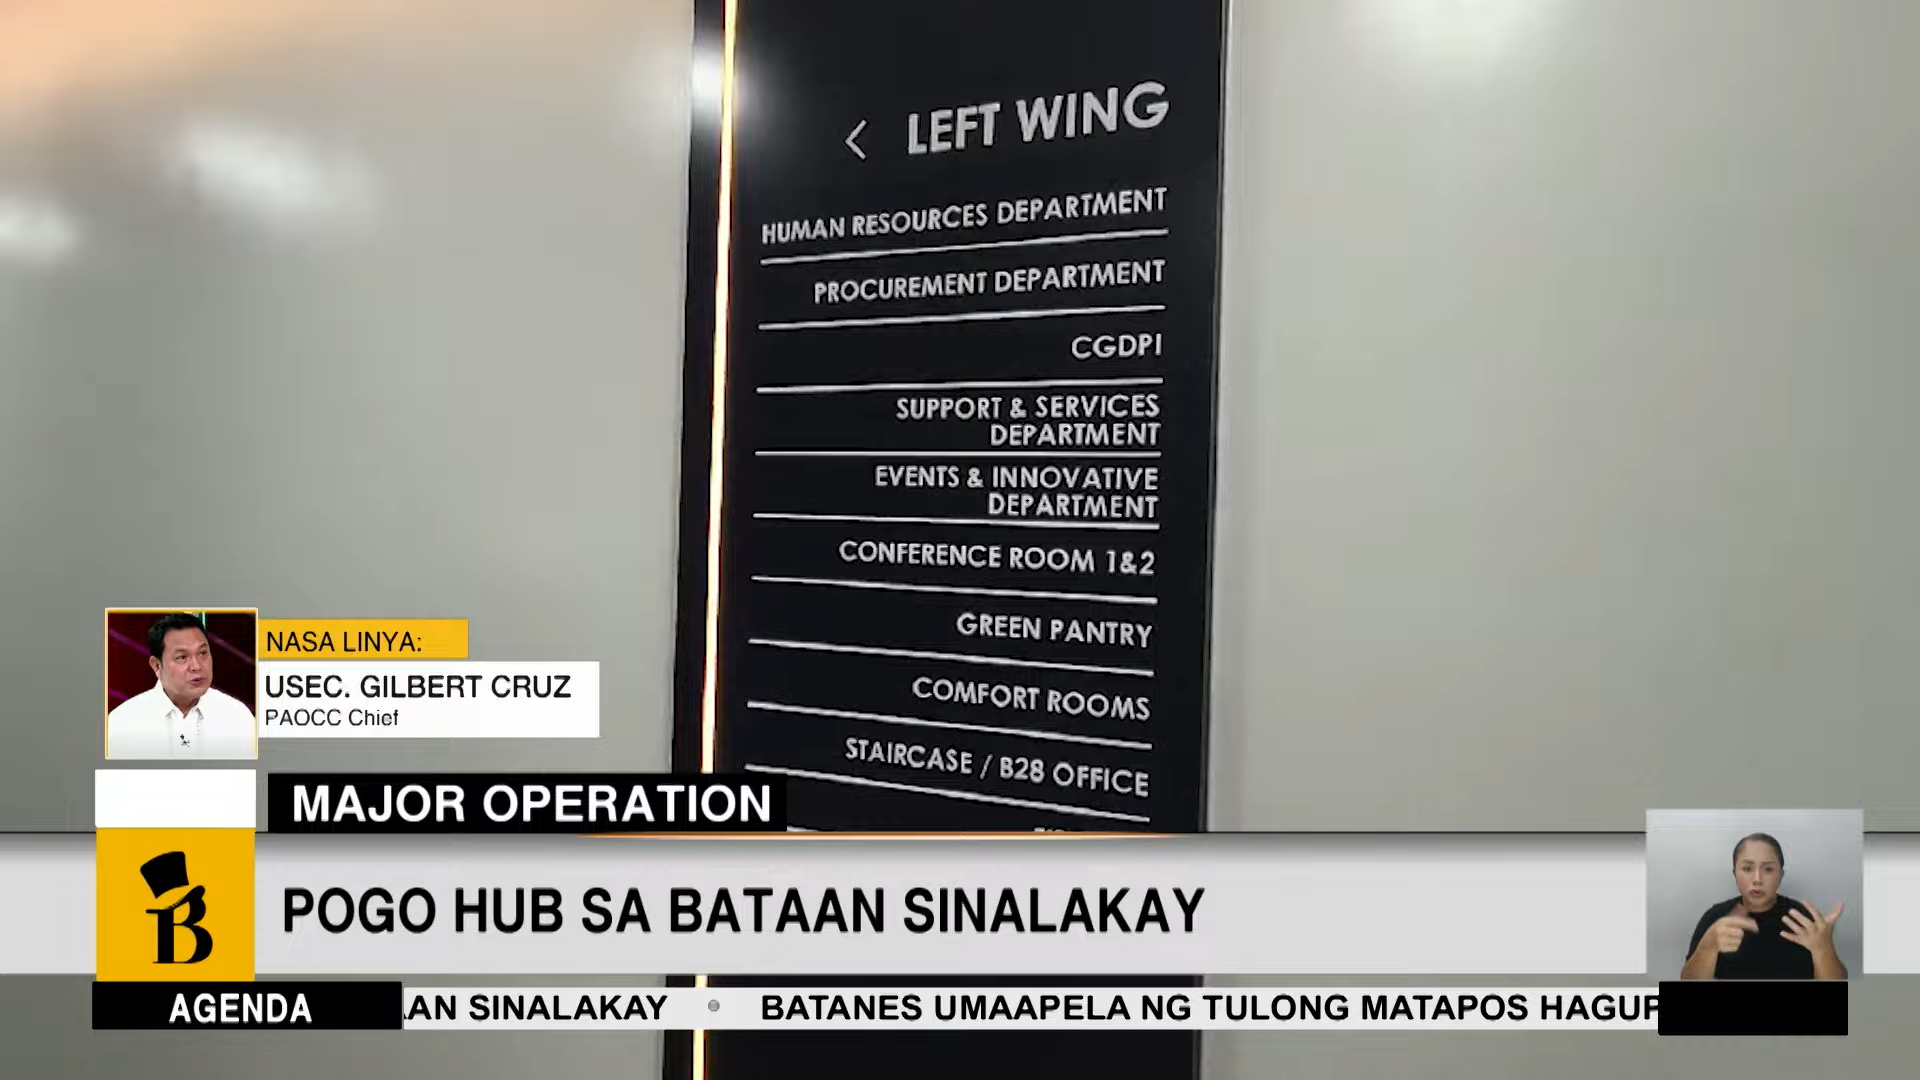 < LEFT WING
HUMAN RESOURCES DEPARTMENT
PROCUREMENT DEPARTMENT
CGDPI
SUPPORT & SERVICES
DEPARTMENT
EVENTS & INNOVATIVE
DEPARTMENT
CONFERENCE ROOM 1&2
GREEN PANTRY
COMFORT ROOMS
STAIRCASE / B28 OFFICE
NASA LINYA:
USEC. GILBERT CRUZ
PAOCC Chief
MAJOR OPERATION
B
POGO HUB SA BATAAN SINALAKAY
AGENDA
AAN SINALAKAY • BATANES UMAAPELA NG TULONG MATAPOS HAGUP